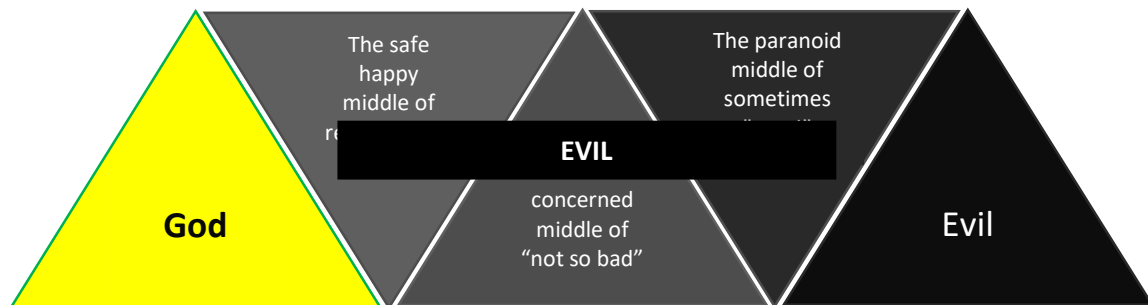 God
The safe
happy
middle of
EVIL
concerned
middle of
“not so bad”
The paranoid
middle of
sometimes
Evil